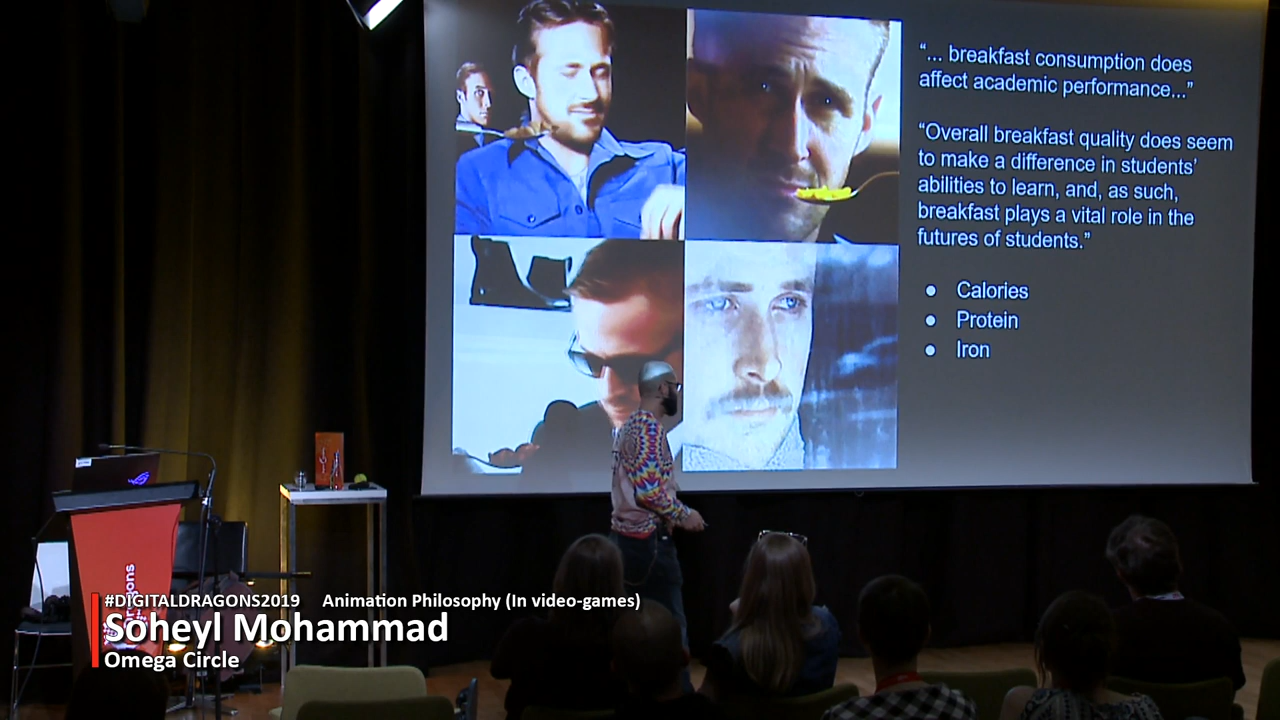 “... breakfast consumption does
affect academic performance...”
“Overall breakfast quality does seem
to make a difference in students’
abilities to learn, and, as such,
breakfast plays a vital role in the
futures of students.”
● Calories
● Protein
● Iron
#DIGITALDRAGONS2019 Animation Philosophy (In video-games)
Soheyl Mohammad
Omega Circle